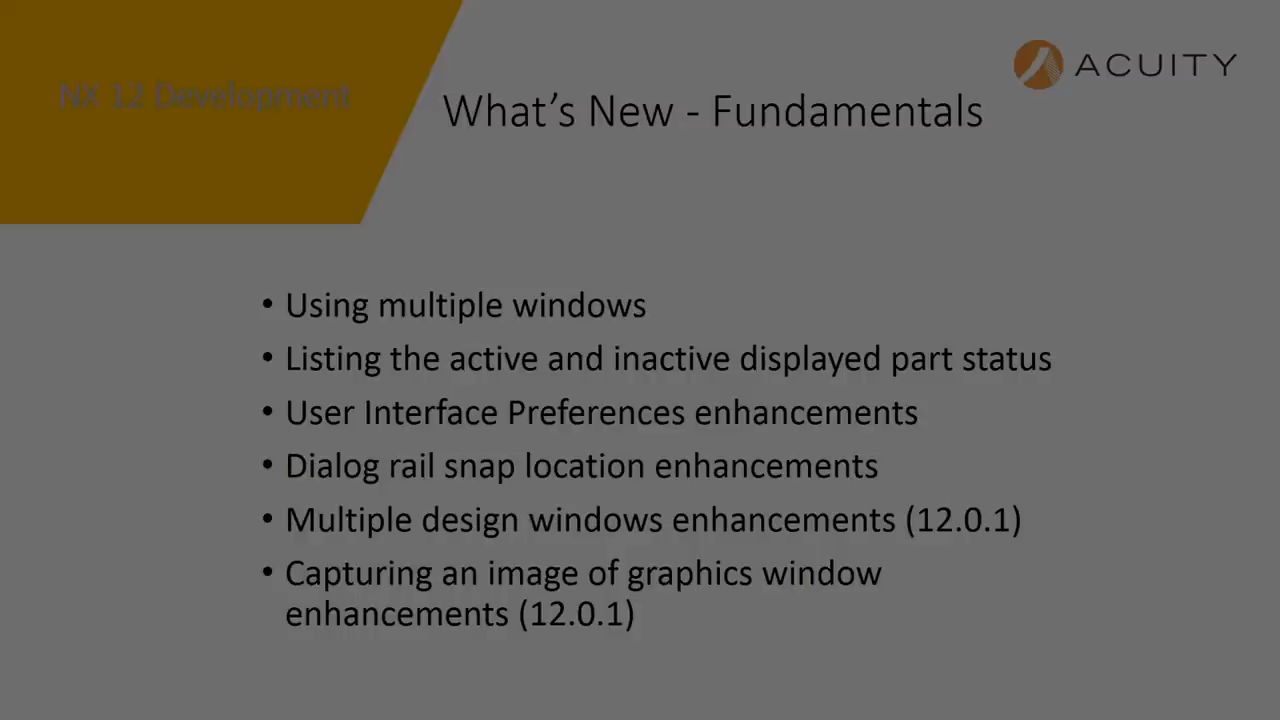 NX 12 Development
ACUITY
What's New - Fundamentals
• Using multiple windows
• Listing the active and inactive displayed part status
• User Interface Preferences enhancements
• Dialog rail snap location enhancements
• Multiple design windows enhancements (12.0.1)
• Capturing an image of graphics window
enhancements (12.0.1)